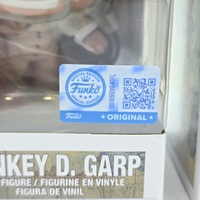 Funko
Funko
• ORIGINAL •
NKEY D. GARP
FIGURE / FIGURINE EN VINYLE
FIGURA DE VINIL